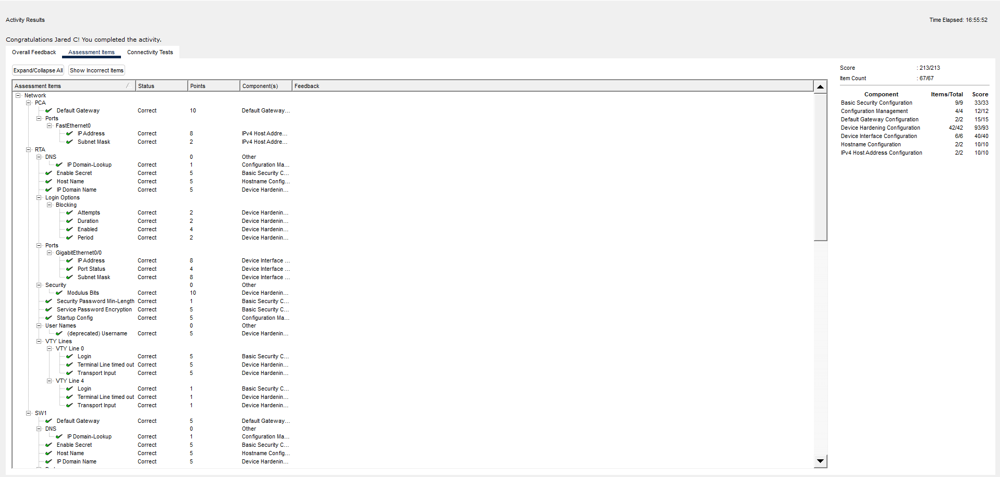 Activity Results
Time Elapsed: 16:55:52
Congratulations Jared C! You completed the activity.
Overall Feedback Assessment Items Connectivity Tests
Expand/Collapse All Show Incorrect Items
Assessment Items Status Points Component(s) Feedback
Network
PCA
Default Gateway Correct 10 Default Gateway...
Ports
FastEthernet0
IP Address Correct 8 IPv4 Host Addre...
Subnet Mask Correct 2 IPv4 Host Addre...
RTA
DNS 0 Other
IP Domain-Lookup Correct 1 Configuration Ma...
Enable Secret Correct 5 Basic Security C...
Host Name Correct 5 Hostname Config...
IP Domain Name Correct 5 Device Hardenin...
Login Options
Blocking
Attempts Correct 2 Device Hardenin...
Duration Correct 2 Device Hardenin...
Enabled Correct 4 Device Hardenin...
Period Correct 2 Device Hardenin...
Ports
GigabitEthernet0/0
IP Address Correct 8 Device Interface ...
Port Status Correct 4 Device Interface ...
Subnet Mask Correct 8 Device Interface ...
Security 0 Other
Modulus Bits Correct 10 Device Hardenin...
Security Password Min-Length Correct 1 Basic Security C...
Service Password Encryption Correct 5 Basic Security C...
Startup Config Correct 5 Configuration Ma...
User Names 0 Other
(deprecated) Username Correct 5 Device Hardenin...
VTY Lines
VTY Line 0
Login Correct 5 Basic Security C...
Terminal Line timed out Correct 5 Device Hardenin...
Transport Input Correct 5 Device Hardenin...
VTY Line 4
Login Correct 1 Basic Security C...
Terminal Line timed out Correct 1 Device Hardenin...
Transport Input Correct 1 Device Hardenin...
SW1
Default Gateway Correct 5 Default Gateway...
DNS 0 Other
IP Domain-Lookup Correct 1 Configuration Ma...
Enable Secret Correct 5 Basic Security C...
Host Name Correct 5 Hostname Config...
IP Domain Name Correct 5 Device Hardenin...
Score : 213/213
Item Count : 67/67
Component Items/Total Score
Basic Security Configuration 9/9 33/33
Configuration Management 4/4 12/12
Default Gateway Configuration 2/2 15/15
Device Hardening Configuration 42/42 93/93
Device Interface Configuration 6/6 40/40
Hostname Configuration 2/2 10/10
IPv4 Host Address Configuration 2/2 10/10